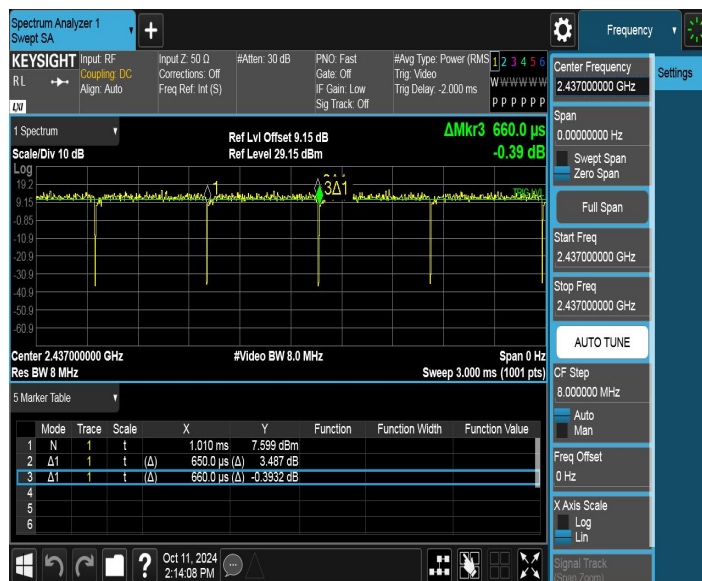 Spectrum Analyzer 1
Swept SA
+
Frequency
KEYSIGHT
Input: RF
Input Z: 50 Ω
#Atten: 30 dB
PNO: Fast
#Avg Type: Power (RMS
1 2 3 4 5 6
R L
Coupling: DC
Corrections: Off
Gate: Off
Trig: Video
W W W W W W
Align: Auto
Freq Ref: Int (S)
IF Gain: Low
Trig Delay: -2.000 ms
Sig Track: Off
P P P P P P
LXI
1 Spectrum
Ref Lvl Offset 9.15 dB
ΔMkr3 660.0 µs
Scale/Div 10 dB
Ref Level 29.15 dBm
-0.39 dB
Log
19.2
9.15
-0.85
-10.9
-20.9
-30.9
-40.9
-50.9
-60.9
1
3Δ1
TRIG LVL
Center 2.437000000 GHz
#Video BW 8.0 MHz
Span 0 Hz
Res BW 8 MHz
Sweep 3.000 ms (1001 pts)
5 Marker Table
Mode Trace Scale X Y Function Function Width Function Value
1 N 1 t 1.010 ms 7.599 dBm
2 Δ1 1 t (Δ) 650.0 µs (Δ) 3.487 dB
3 Δ1 1 t (Δ) 660.0 µs (Δ) -0.3932 dB
4
5
6
?
Oct 11, 2024
2:14:08 PM
Center Frequency
2.437000000 GHz
Settings
Span
0.00000000 Hz
Swept Span
Zero Span
Full Span
Start Freq
2.437000000 GHz
Stop Freq
2.437000000 GHz
AUTO TUNE
CF Step
8.000000 MHz
Auto
Man
Freq Offset
0 Hz
X Axis Scale
Log
Lin
Signal Track
(Span Zoom)